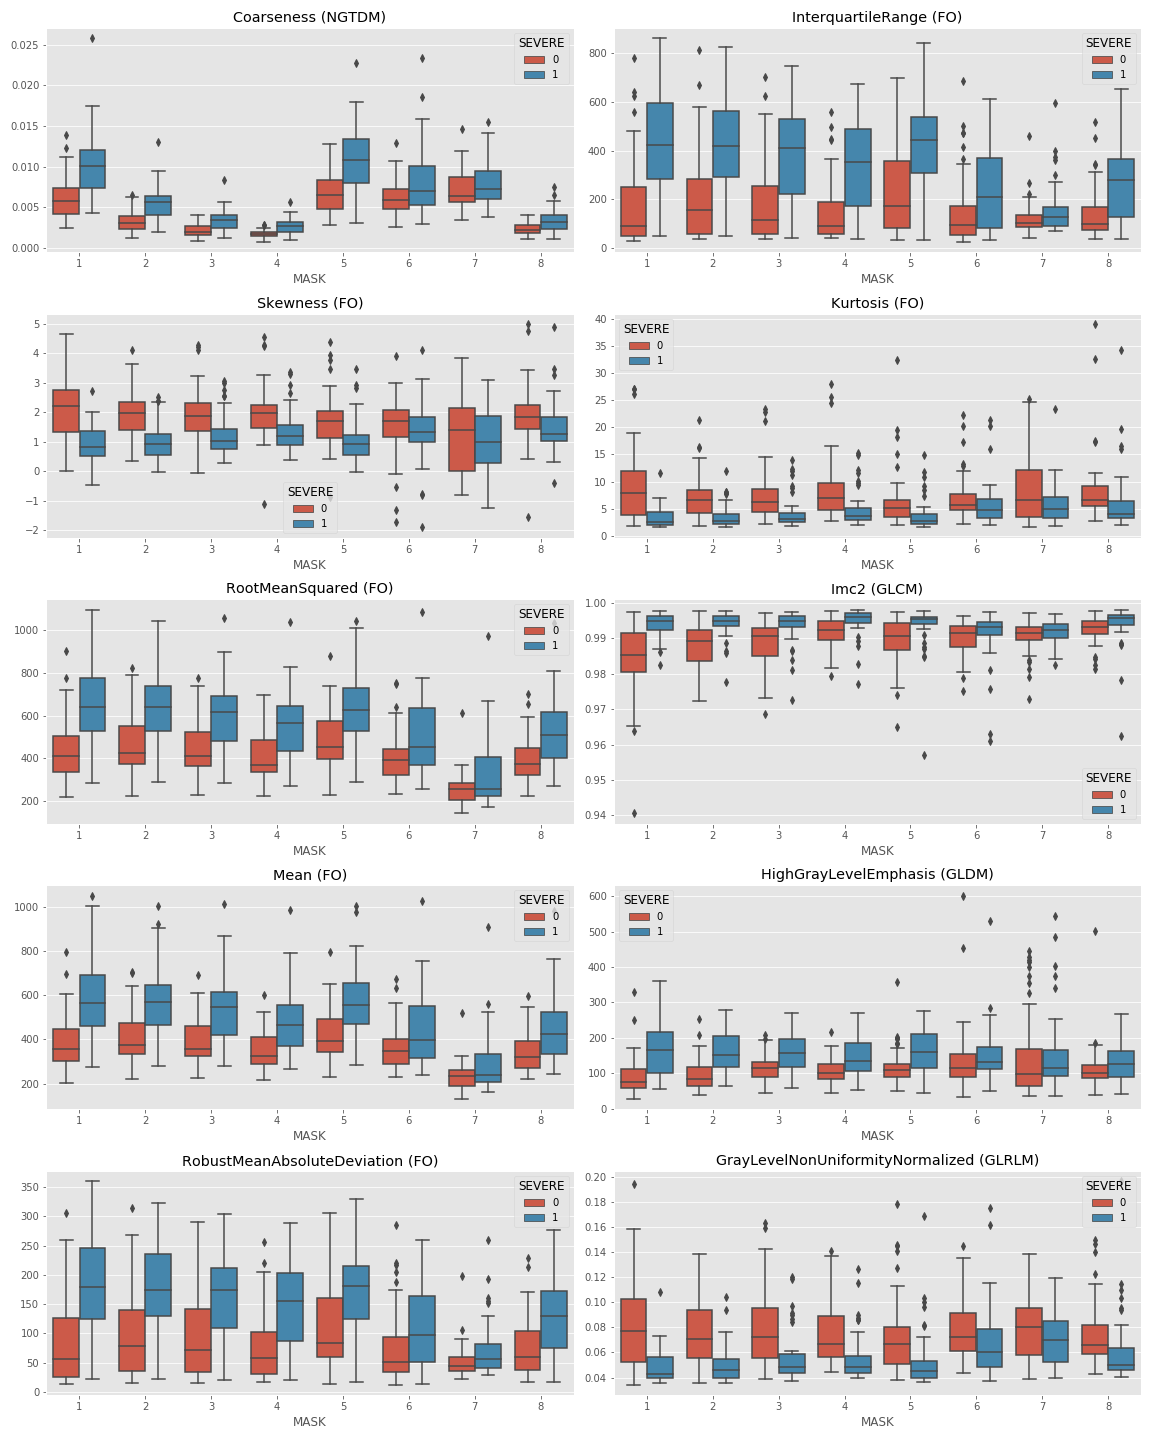 Coarseness (NGTDM)
SEVERE
0
1
0.025
0.020
0.015
0.010
0.005
0.000
1 2 3 4 5 6 7 8
MASK
InterquartileRange (FO)
SEVERE
0
1
800
600
400
200
0
1 2 3 4 5 6 7 8
MASK
Skewness (FO)
5
4
3
2
1
0
−1
−2
SEVERE
0
1
1 2 3 4 5 6 7 8
MASK
Kurtosis (FO)
SEVERE
0
1
40
35
30
25
20
15
10
5
0
1 2 3 4 5 6 7 8
MASK
RootMeanSquared (FO)
SEVERE
0
1
1000
800
600
400
200
1 2 3 4 5 6 7 8
MASK
Imc2 (GLCM)
1.00
0.99
0.98
0.97
0.96
0.95
0.94
SEVERE
0
1
1 2 3 4 5 6 7 8
MASK
Mean (FO)
SEVERE
0
1
1000
800
600
400
200
1 2 3 4 5 6 7 8
MASK
HighGrayLevelEmphasis (GLDM)
SEVERE
0
1
600
500
400
300
200
100
0
1 2 3 4 5 6 7 8
MASK
RobustMeanAbsoluteDeviation (FO)
SEVERE
0
1
350
300
250
200
150
100
50
0
1 2 3 4 5 6 7 8
MASK
GrayLevelNonUniformityNormalized (GLRLM)
SEVERE
0
1
0.20
0.18
0.16
0.14
0.12
0.10
0.08
0.06
0.04
1 2 3 4 5 6 7 8
MASK